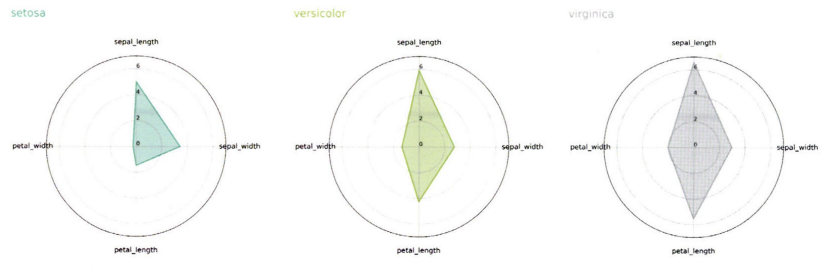 setosa
sepal_length
6
4
2
0
petal_width
sepal_width
petal_length
versicolor
sepal_length
6
4
2
0
petal_width
sepal_width
petal_length
virginica
sepal_length
6
4
2
0
petal_width
sepal_width
petal_length